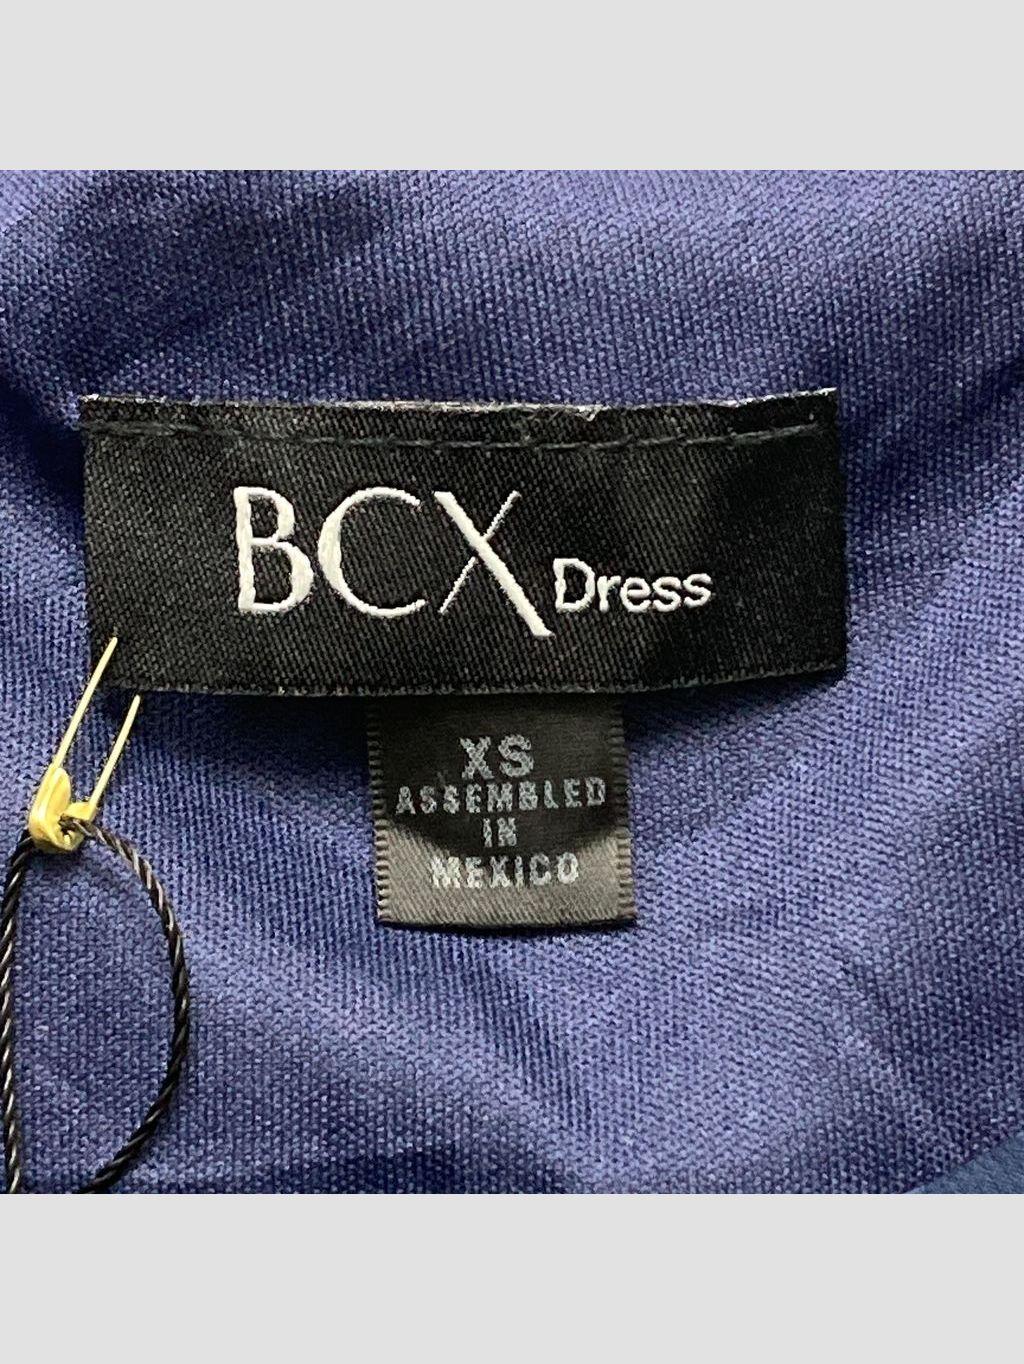 BCX Dress
XS
ASSEMBLED
IN
MEXICO